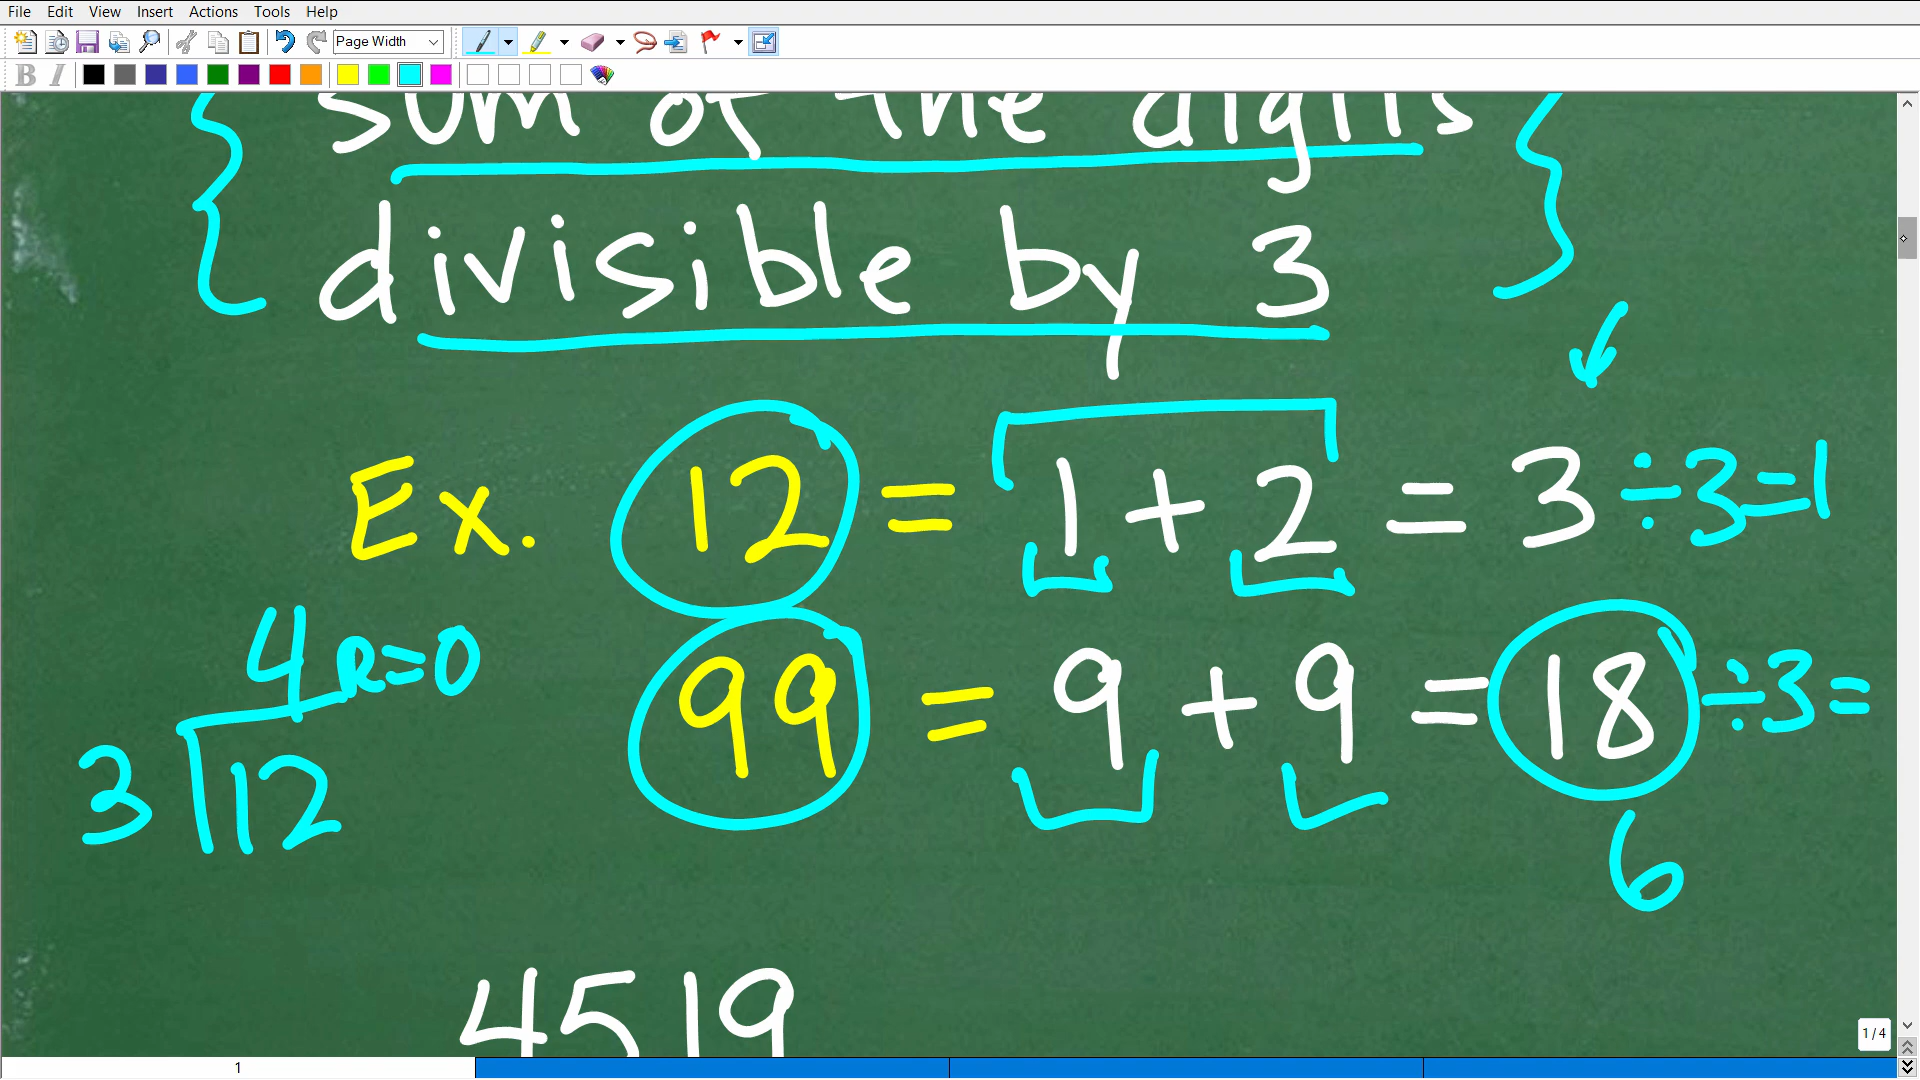 File Edit View Insert Actions Tools Help
Page Width
B I
sum of the digits
divisible by 3
Ex. 12 = 1 + 2 = 3 ÷ 3 = 1
99 = 9 + 9 = 18 ÷ 3 =
6
4 R = 0
3 12
4519
1 / 4
1